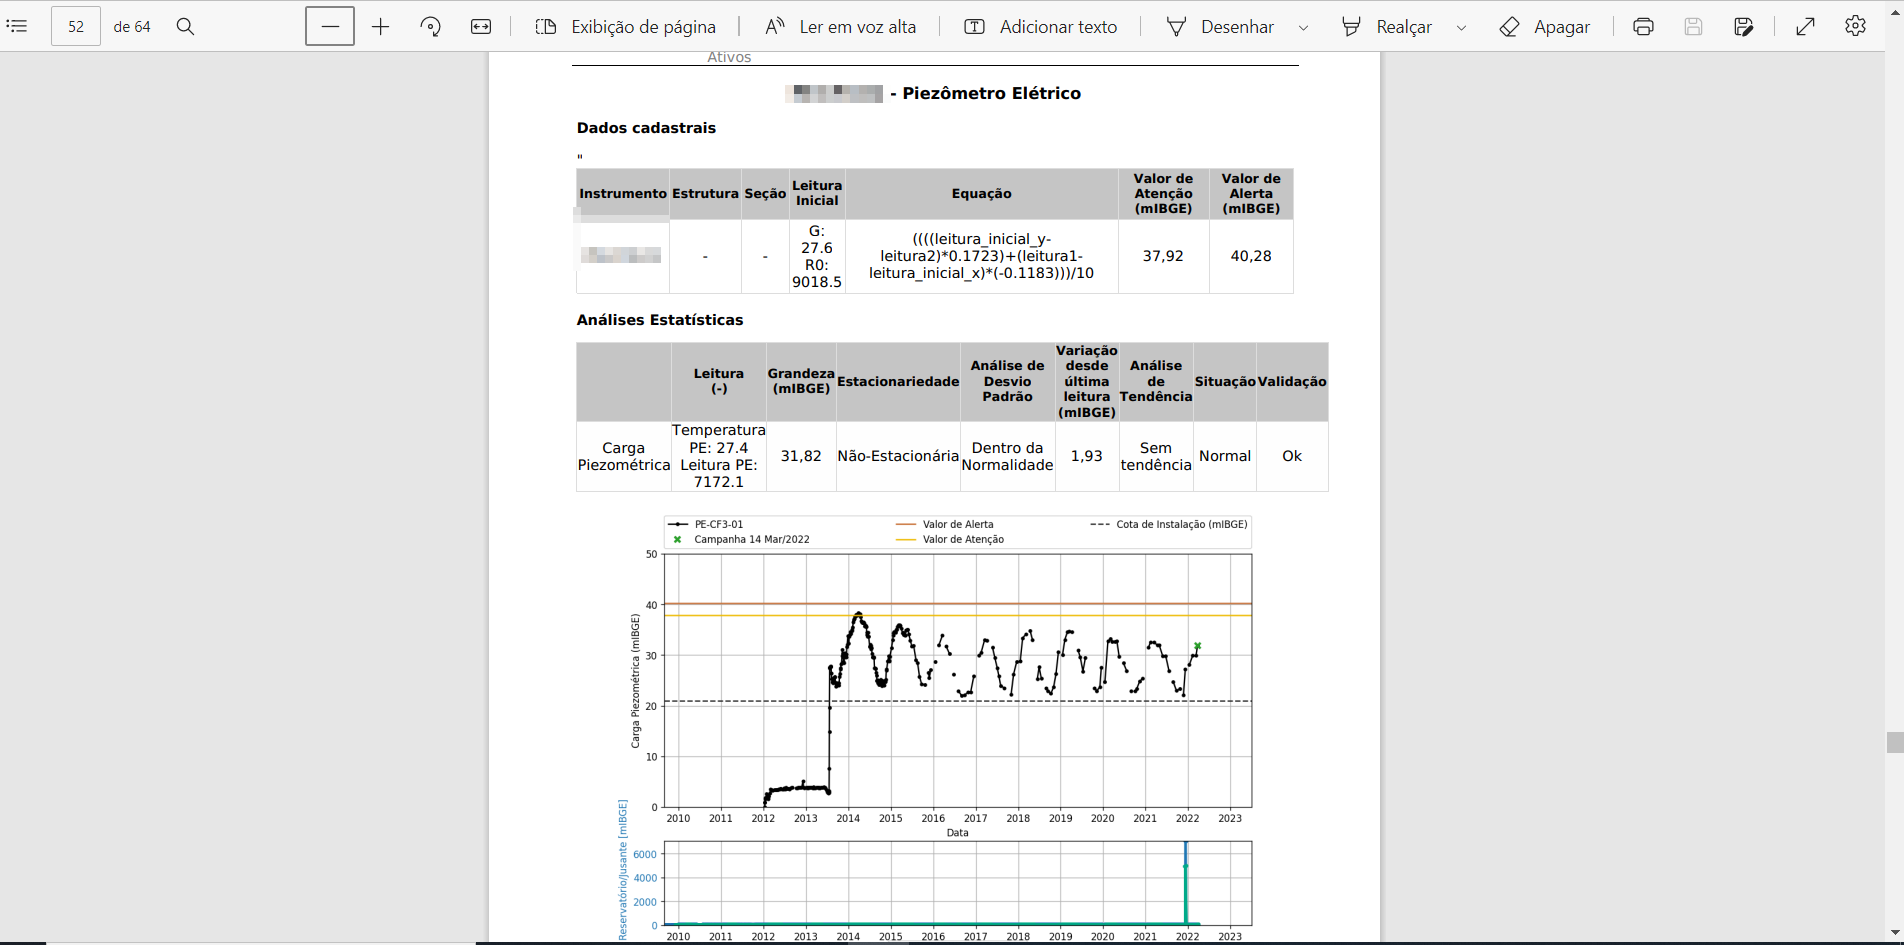 52 de 64 Exibição de página Ler em voz alta Adicionar texto Desenhar Realçar Apagar
Ativos
- Piezômetro Elétrico
Dados cadastrais
"
Instrumento Estrutura Seção Leitura Inicial Equação Valor de Atenção (mIBGE) Valor de Alerta (mIBGE)
- - G: 27.6 R0: 9018.5 ((((leitura_inicial_y-leitura2)*0.1723)+(leitura1-leitura_inicial_x)*(-0.1183)))/10 37,92 40,28
Análises Estatísticas
Leitura (-) Grandeza (mIBGE) Estacionariedade Análise de Desvio Padrão Variação desde última leitura (mIBGE) Análise de Tendência Situação Validação
Carga Piezométrica Temperatura PE: 27.4 Leitura PE: 7172.1 31,82 Não-Estacionária Dentro da Normalidade 1,93 Sem tendência Normal Ok
PE-CF3-01 Valor de Alerta Cota de Instalação (mIBGE)
Campanha 14 Mar/2022 Valor de Atenção
Carga Piezométrica (mIBGE)
50
40
30
20
10
0
2010 2011 2012 2013 2014 2015 2016 2017 2018 2019 2020 2021 2022 2023
Data
Reservatório/Jusante [mIBGE]
6000
4000
2000
0
2010 2011 2012 2013 2014 2015 2016 2017 2018 2019 2020 2021 2022 2023